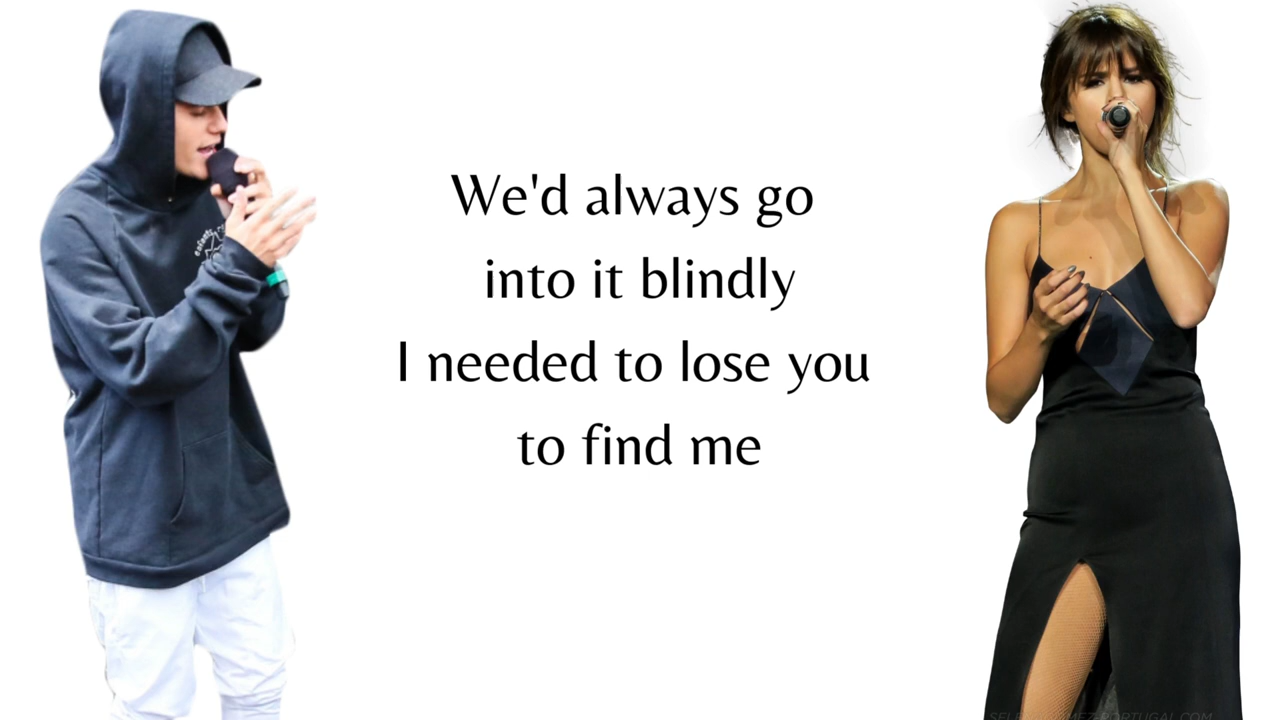 We'd always go
into it blindly
I needed to lose you
to find me